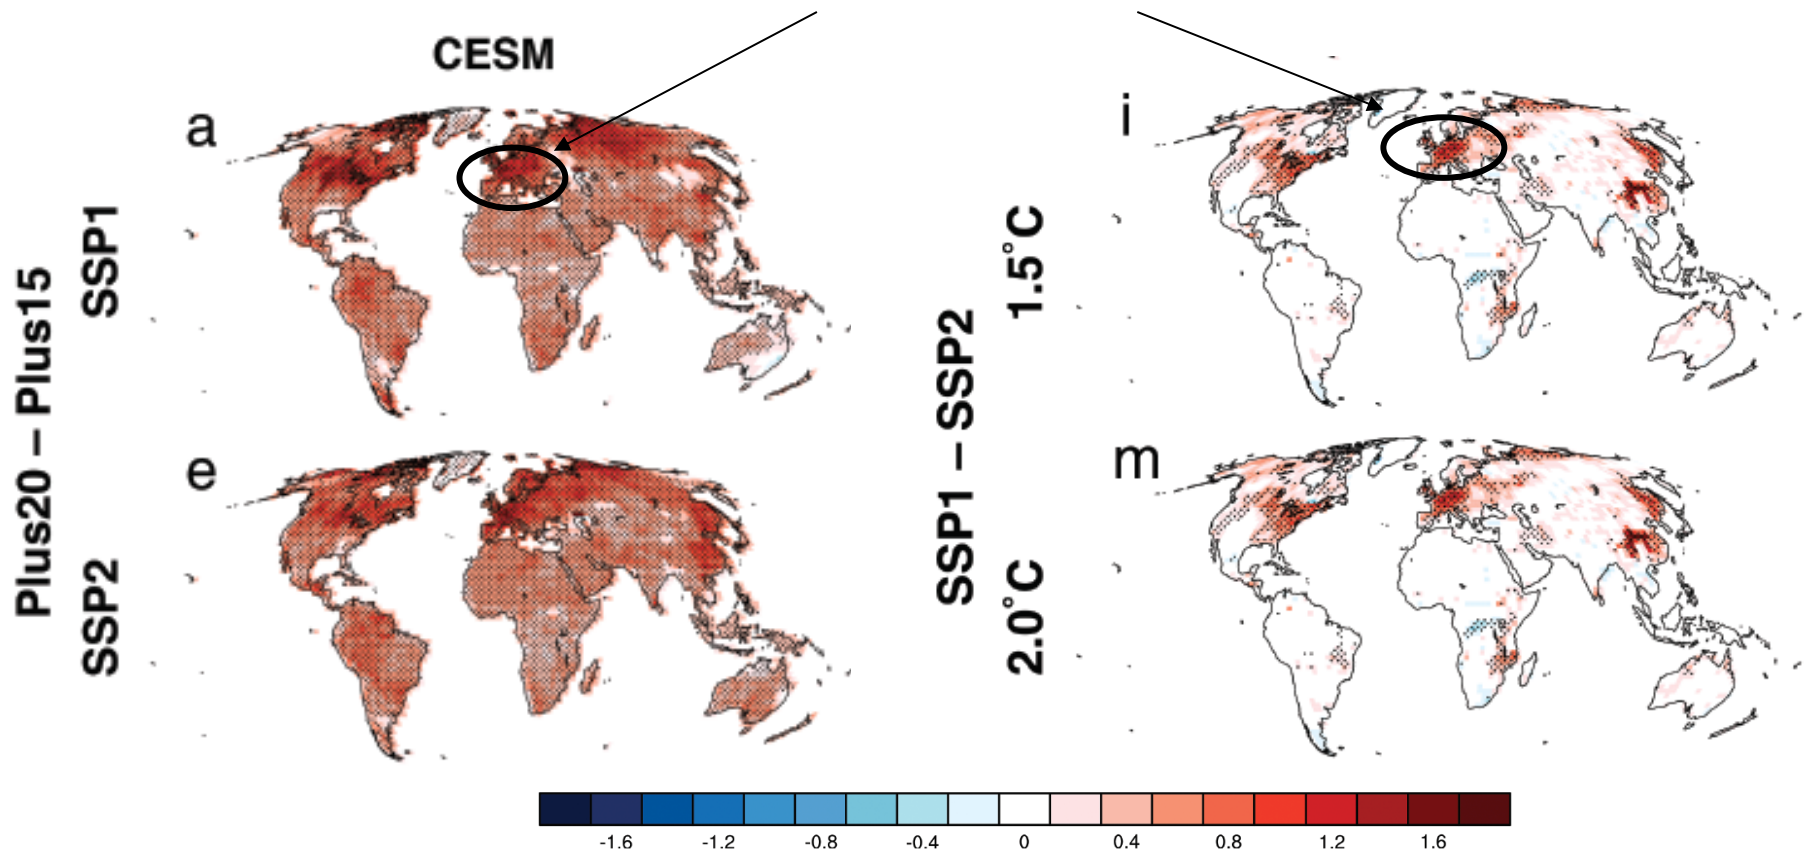 CESM
a
i
SSP1
1.5°C
Plus20 – Plus15
SSP1 – SSP2
e
m
SSP2
2.0°C
-1.6 -1.2 -0.8 -0.4 0 0.4 0.8 1.2 1.6